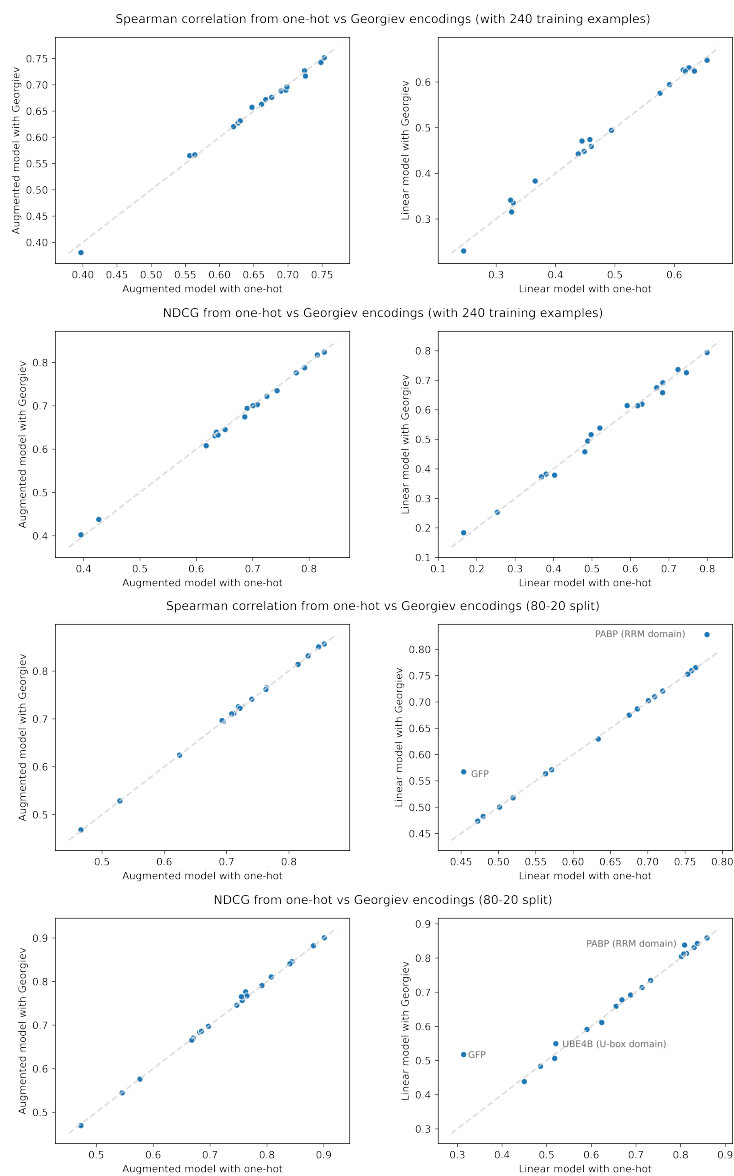 Spearman correlation from one-hot vs Georgiev encodings (with 240 training examples)
Augmented model with Georgiev
0.75
0.70
0.65
0.60
0.55
0.50
0.45
0.40
0.40 0.45 0.50 0.55 0.60 0.65 0.70 0.75
Augmented model with one-hot
Linear model with Georgiev
0.6
0.5
0.4
0.3
0.3 0.4 0.5 0.6
Linear model with one-hot
NDCG from one-hot vs Georgiev encodings (with 240 training examples)
Augmented model with Georgiev
0.8
0.7
0.6
0.5
0.4
0.4 0.5 0.6 0.7 0.8
Augmented model with one-hot
Linear model with Georgiev
0.8
0.7
0.6
0.5
0.4
0.3
0.2
0.1
0.1 0.2 0.3 0.4 0.5 0.6 0.7 0.8
Linear model with one-hot
Spearman correlation from one-hot vs Georgiev encodings (80-20 split)
Augmented model with Georgiev
0.8
0.7
0.6
0.5
0.5 0.6 0.7 0.8
Augmented model with one-hot
Linear model with Georgiev
0.80
0.75
0.70
0.65
0.60
0.55
0.50
0.45
PABP (RRM domain)
GFP
0.45 0.50 0.55 0.60 0.65 0.70 0.75 0.80
Linear model with one-hot
NDCG from one-hot vs Georgiev encodings (80-20 split)
Augmented model with Georgiev
0.9
0.8
0.7
0.6
0.5
0.5 0.6 0.7 0.8 0.9
Augmented model with one-hot
Linear model with Georgiev
0.9
0.8
0.7
0.6
0.5
0.4
0.3
PABP (RRM domain)
UBE4B (U-box domain)
GFP
0.3 0.4 0.5 0.6 0.7 0.8 0.9
Linear model with one-hot